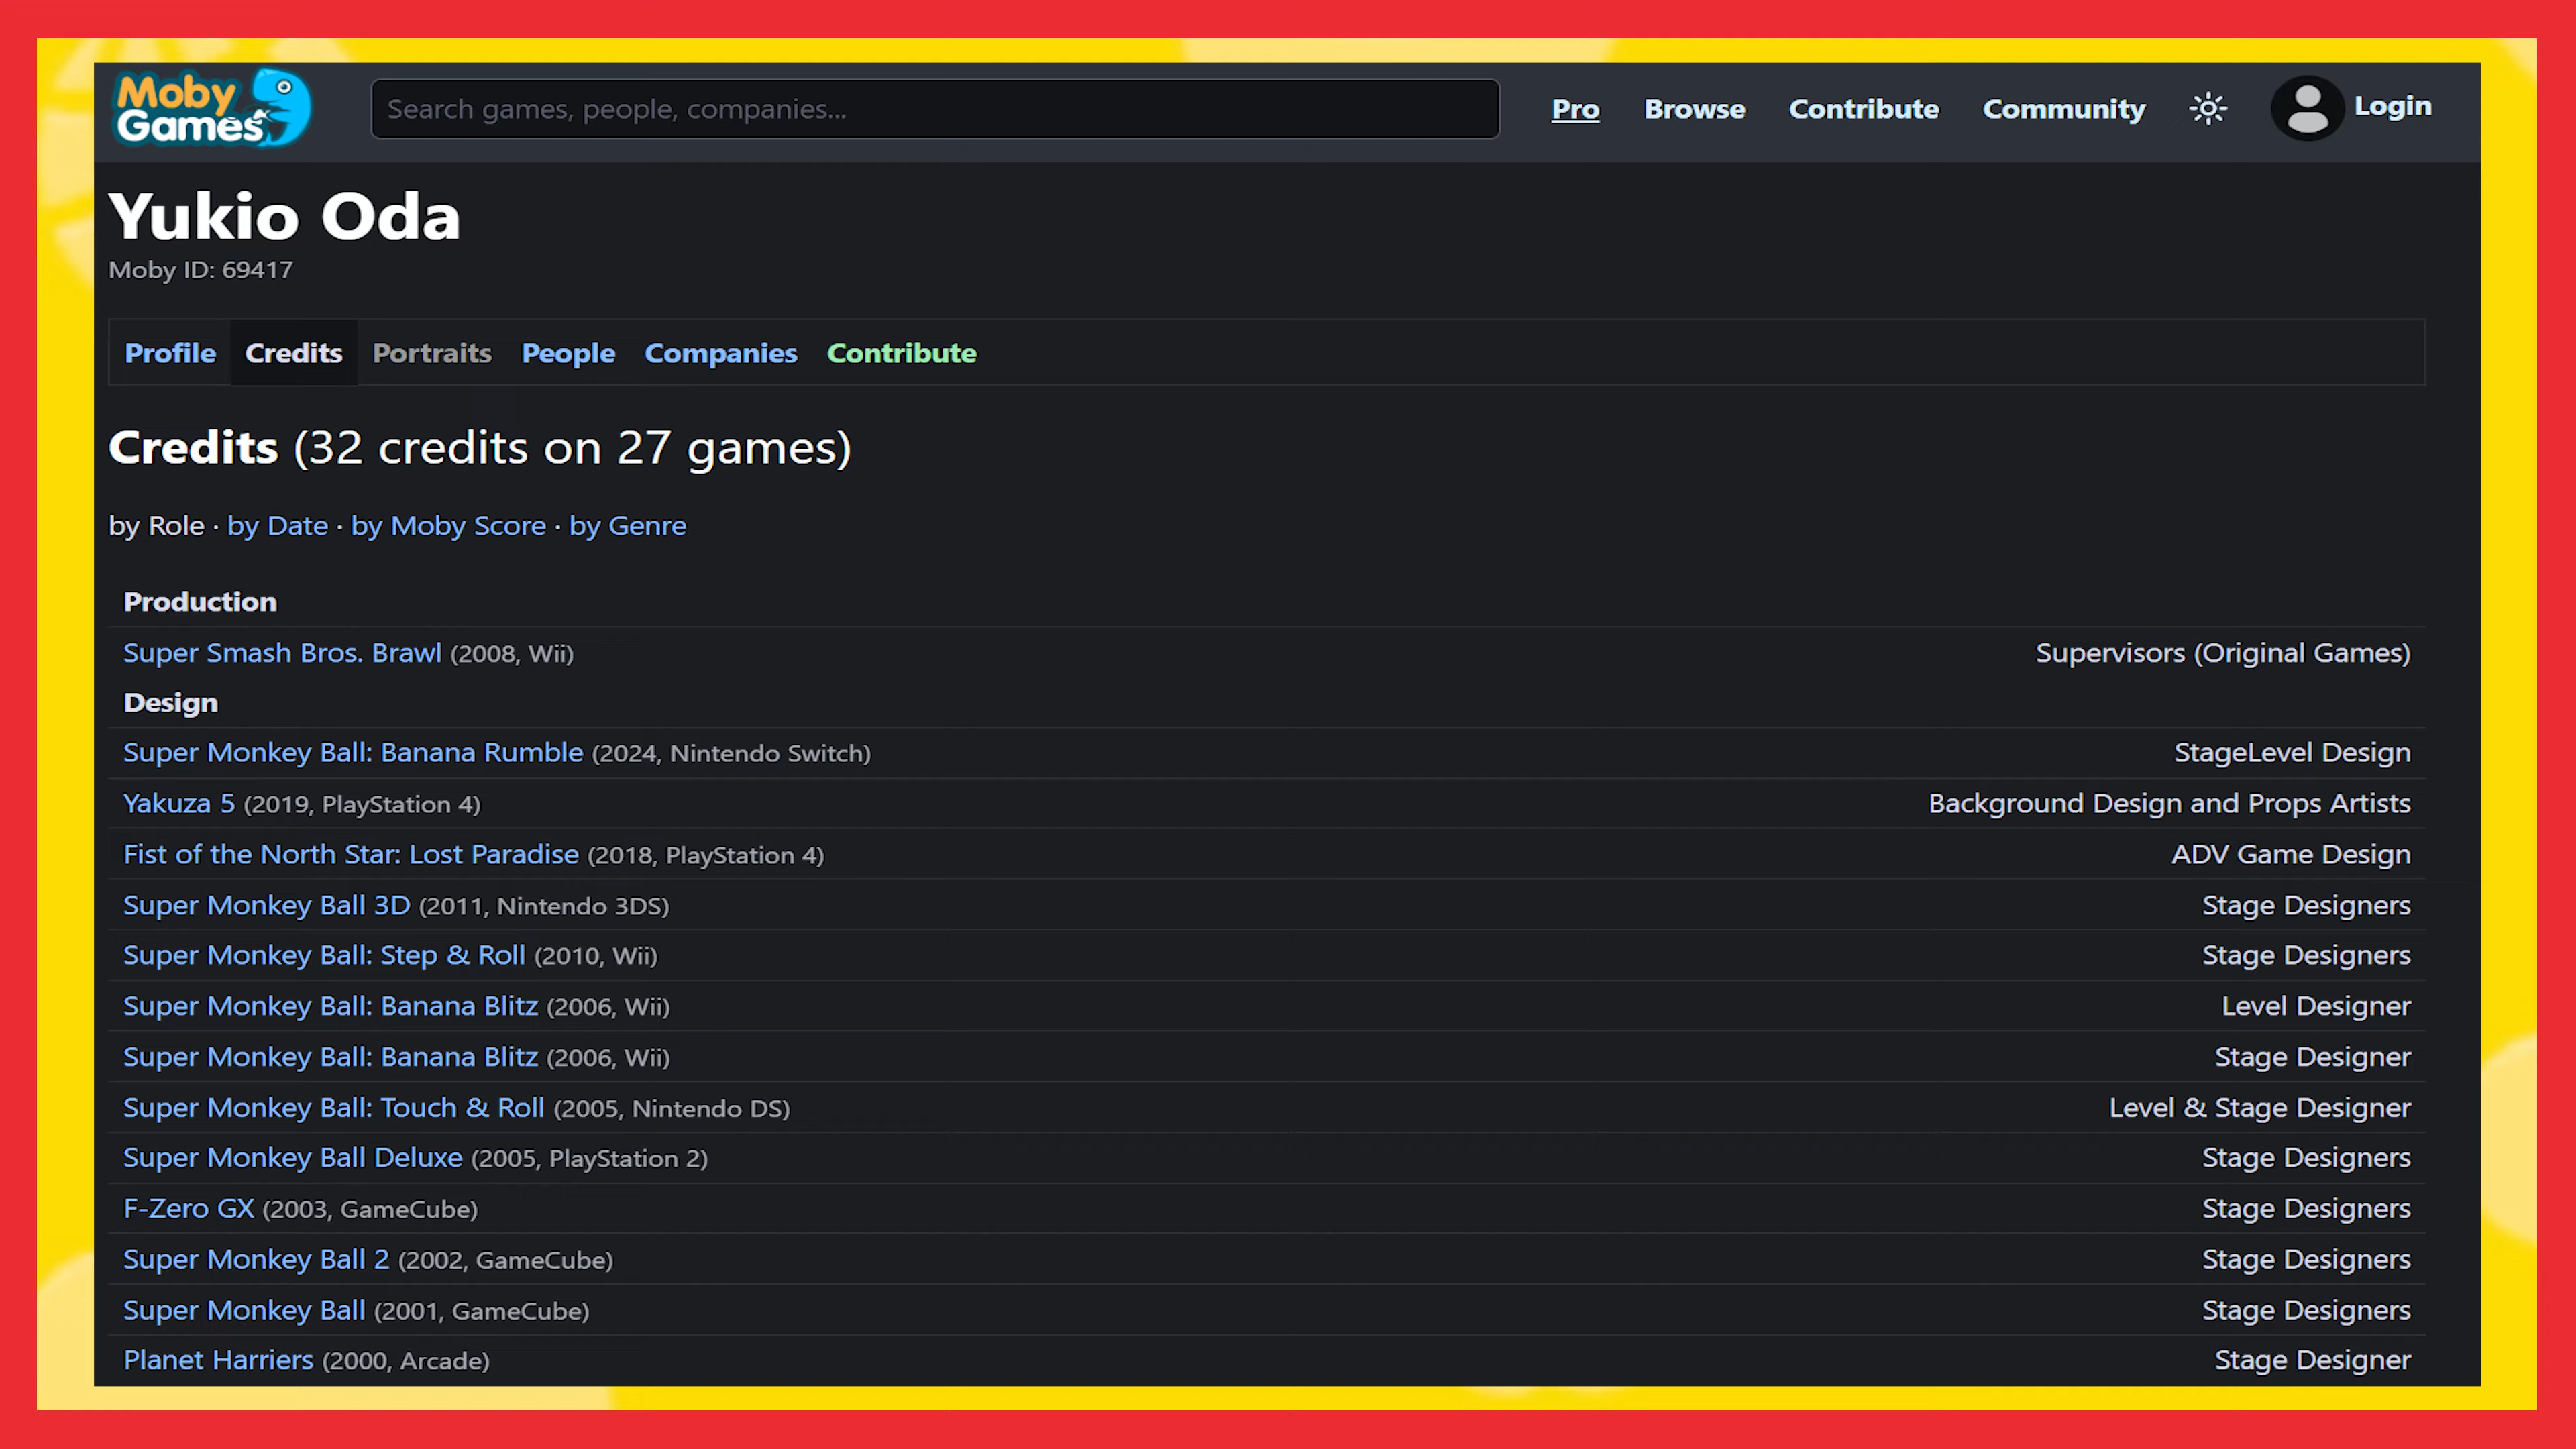 Moby Games
Search games, people, companies...
Pro Browse Contribute Community Login
Yukio Oda
Moby ID: 69417
Profile Credits Portraits People Companies Contribute
Credits (32 credits on 27 games)
by Role · by Date · by Moby Score · by Genre
Production
Super Smash Bros. Brawl (2008, Wii) Supervisors (Original Games)
Design
Super Monkey Ball: Banana Rumble (2024, Nintendo Switch) StageLevel Design
Yakuza 5 (2019, PlayStation 4) Background Design and Props Artists
Fist of the North Star: Lost Paradise (2018, PlayStation 4) ADV Game Design
Super Monkey Ball 3D (2011, Nintendo 3DS) Stage Designers
Super Monkey Ball: Step & Roll (2010, Wii) Stage Designers
Super Monkey Ball: Banana Blitz (2006, Wii) Level Designer
Super Monkey Ball: Banana Blitz (2006, Wii) Stage Designer
Super Monkey Ball: Touch & Roll (2005, Nintendo DS) Level & Stage Designer
Super Monkey Ball Deluxe (2005, PlayStation 2) Stage Designers
F-Zero GX (2003, GameCube) Stage Designers
Super Monkey Ball 2 (2002, GameCube) Stage Designers
Super Monkey Ball (2001, GameCube) Stage Designers
Planet Harriers (2000, Arcade) Stage Designer